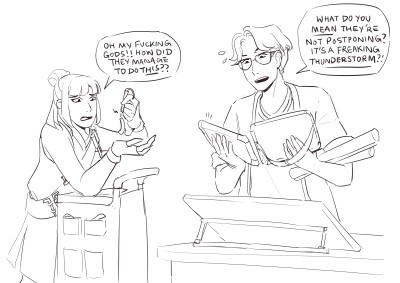 OH MY FUCKING
GODS!! HOW DID
THEY MANAGE
TO DO THIS??
WHAT DO YOU
MEAN THEY'RE
NOT POSTPONING?
IT'S A FREAKING
THUNDERSTORM?!